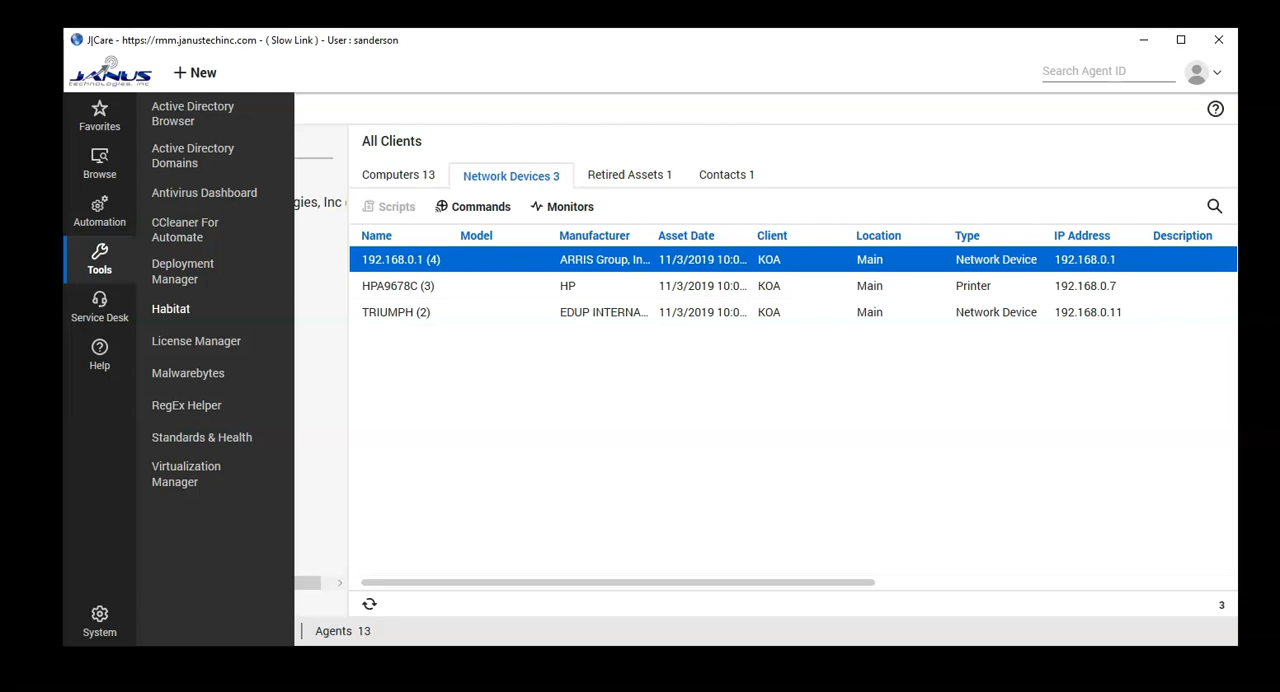 J|Care - https://rmm.janustechinc.com - ( Slow Link ) - User : sanderson
JANUS
technologies, inc
+ New
Search Agent ID
Favorites
Browse
Automation
Tools
Service Desk
Help
System
Active Directory
Browser
Active Directory
Domains
Antivirus Dashboard
CCleaner For
Automate
Deployment
Manager
Habitat
License Manager
Malwarebytes
RegEx Helper
Standards & Health
Virtualization
Manager
gies, Inc
All Clients
Computers 13 Network Devices 3 Retired Assets 1 Contacts 1
Scripts Commands Monitors
Name Model Manufacturer Asset Date Client Location Type IP Address Description
192.168.0.1 (4) ARRIS Group, In... 11/3/2019 10:0... KOA Main Network Device 192.168.0.1
HPA9678C (3) HP 11/3/2019 10:0... KOA Main Printer 192.168.0.7
TRIUMPH (2) EDUP INTERNA... 11/3/2019 10:0... KOA Main Network Device 192.168.0.11
3
Agents 13